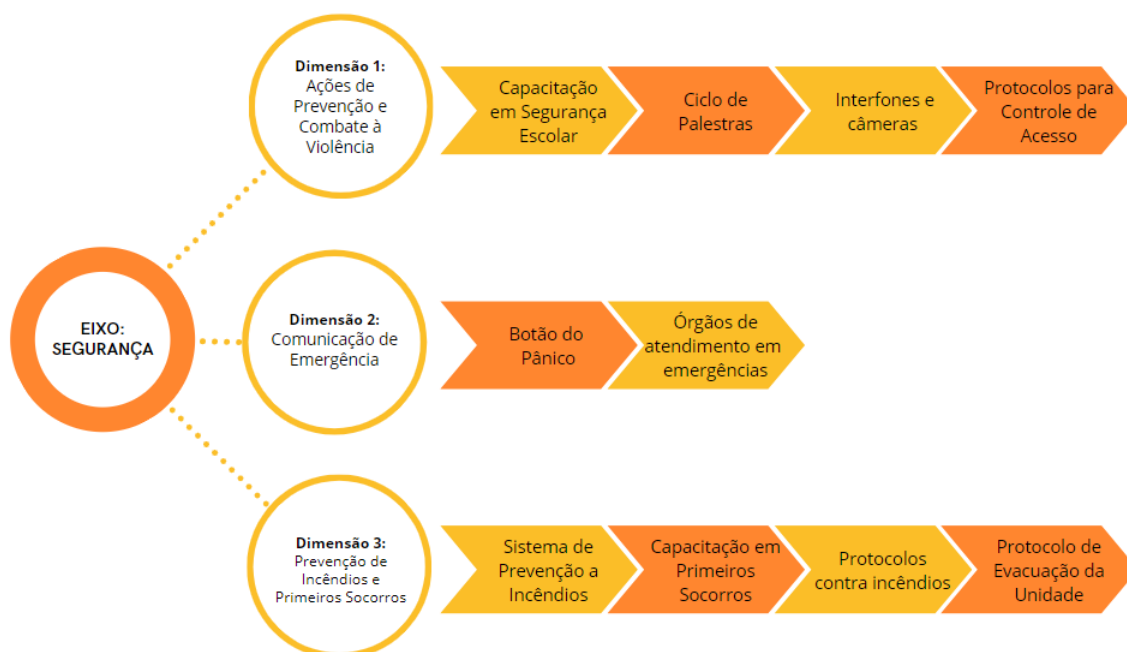 Dimensão 1:
Ações de
Prevenção e
Combate à
Violência
Capacitação
em Segurança
Escolar
Ciclo de
Palestras
Interfones e
câmeras
Protocolos para
Controle de
Acesso
EIXO:
SEGURANÇA
Dimensão 2:
Comunicação de
Emergência
Botão do
Pânico
Órgãos de
atendimento em
emergências
Dimensão 3:
Prevenção de
Incêndios e
Primeiros Socorros
Sistema de
Prevenção a
Incêndios
Capacitação em
Primeiros
Socorros
Protocolos
contra incêndios
Protocolo de
Evacuação da
Unidade